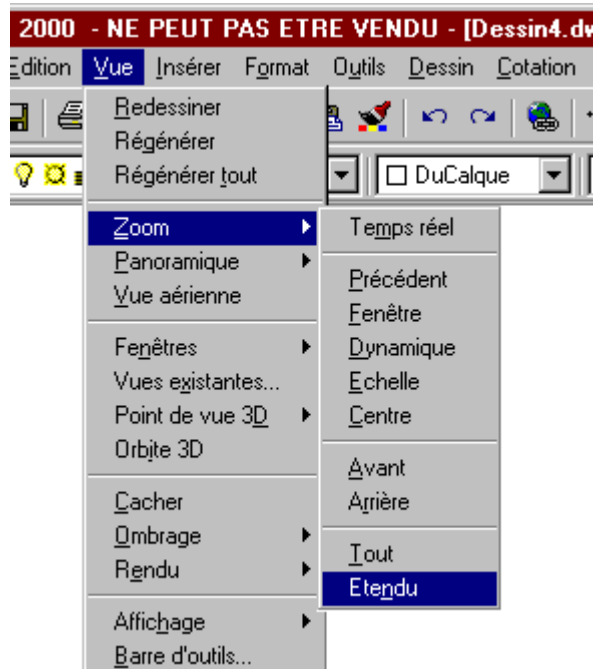 2000 - NE PEUT PAS ETRE VENDU - [Dessin4.dw
Edition Vue Insérer Format Outils Dessin Cotation
Redessiner
Régénérer
Régénérer tout
DuCalque
Zoom
Panoramique
Vue aérienne
Fenêtres
Vues existantes...
Point de vue 3D
Orbite 3D
Cacher
Ombrage
Rendu
Affichage
Barre d'outils...
Temps réel
Précédent
Fenêtre
Dynamique
Echelle
Centre
Avant
Arrière
Tout
Etendu